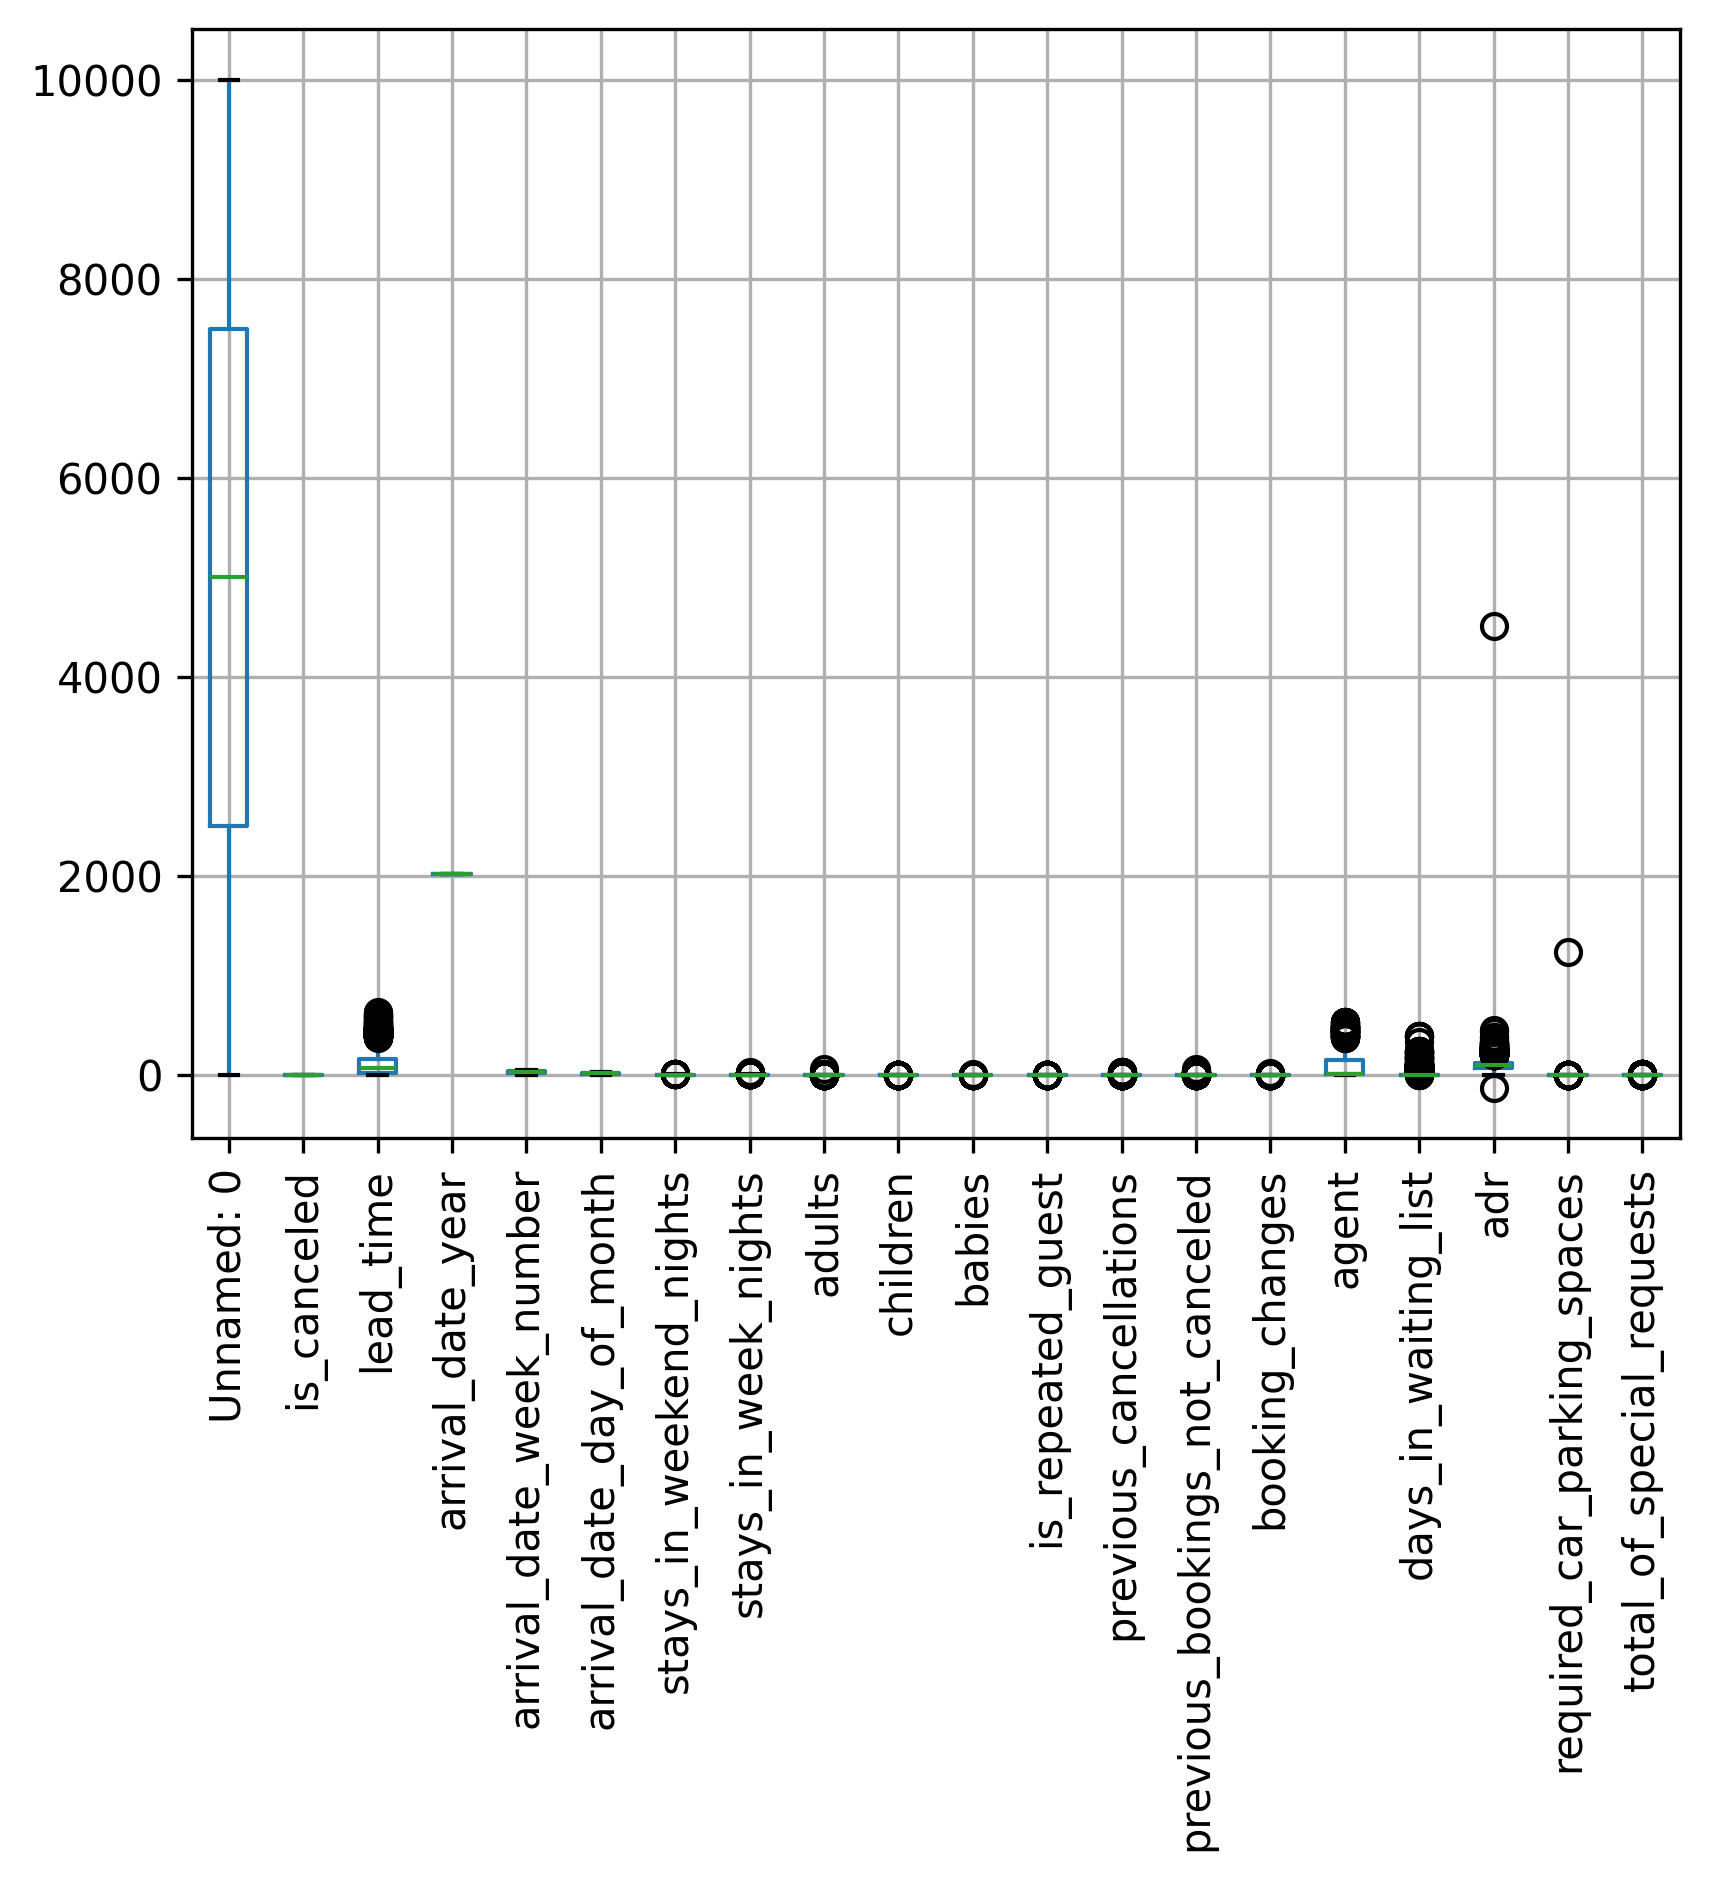 10000
8000
6000
4000
2000
0
Unnamed: 0
is_canceled
lead_time
arrival_date_year
arrival_date_week_number
arrival_date_day_of_month
stays_in_weekend_nights
stays_in_week_nights
adults
children
babies
is_repeated_guest
previous_cancellations
previous_bookings_not_canceled
booking_changes
agent
days_in_waiting_list
adr
required_car_parking_spaces
total_of_special_requests